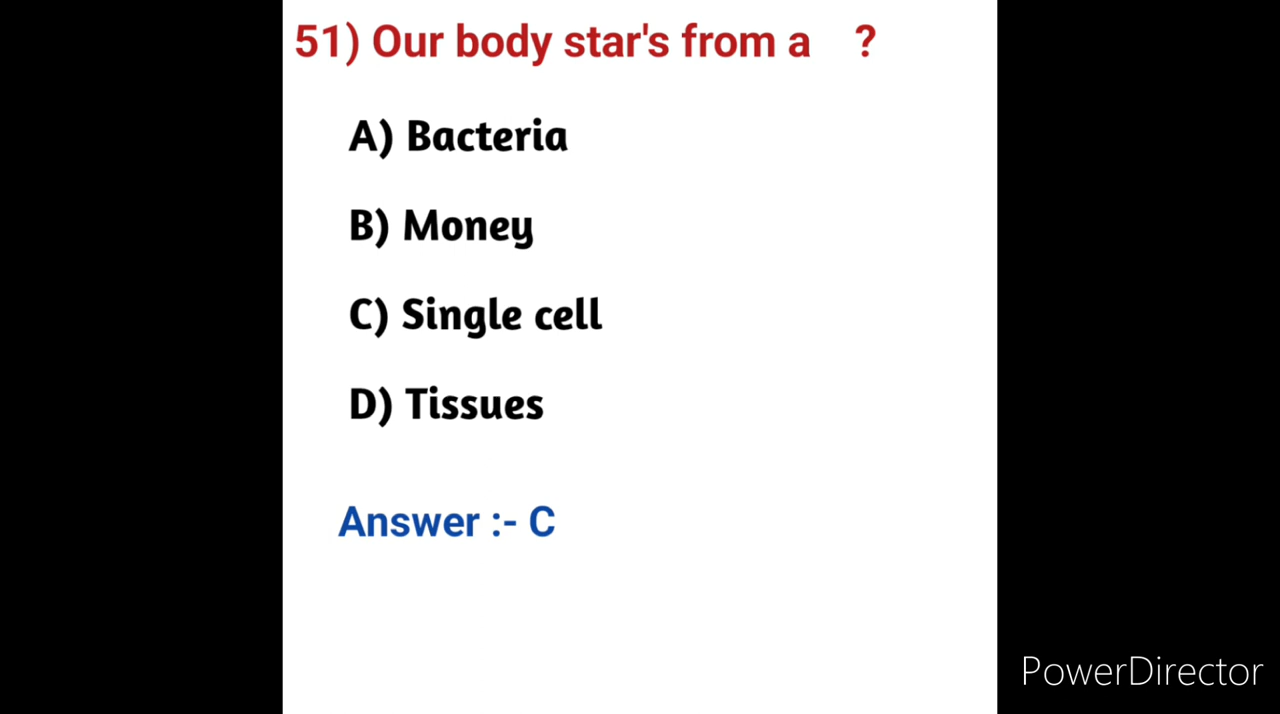 51) Our body star's from a ?
A) Bacteria
B) Money
C) Single cell
D) Tissues
Answer :- C
PowerDirector